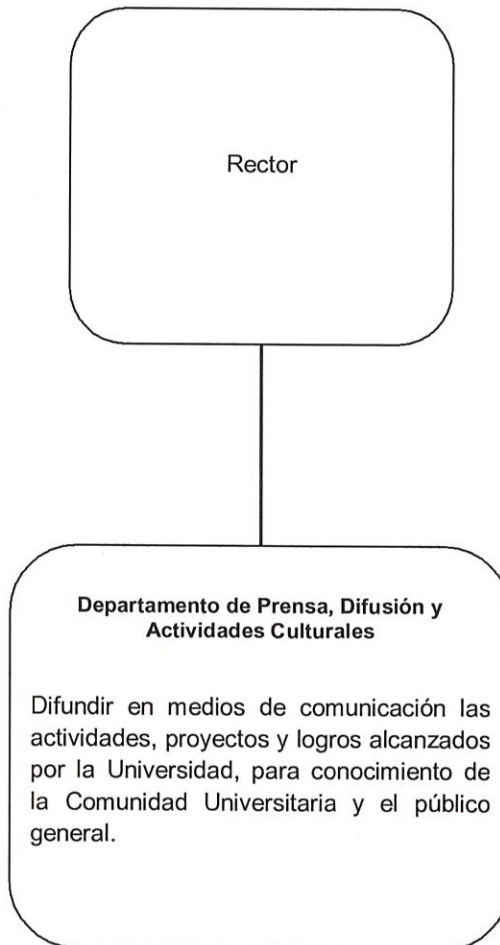 Rector
Departamento de Prensa, Difusión y
Actividades Culturales
Difundir en medios de comunicación las
actividades, proyectos y logros alcanzados
por la Universidad, para conocimiento de
la Comunidad Universitaria y el público
general.